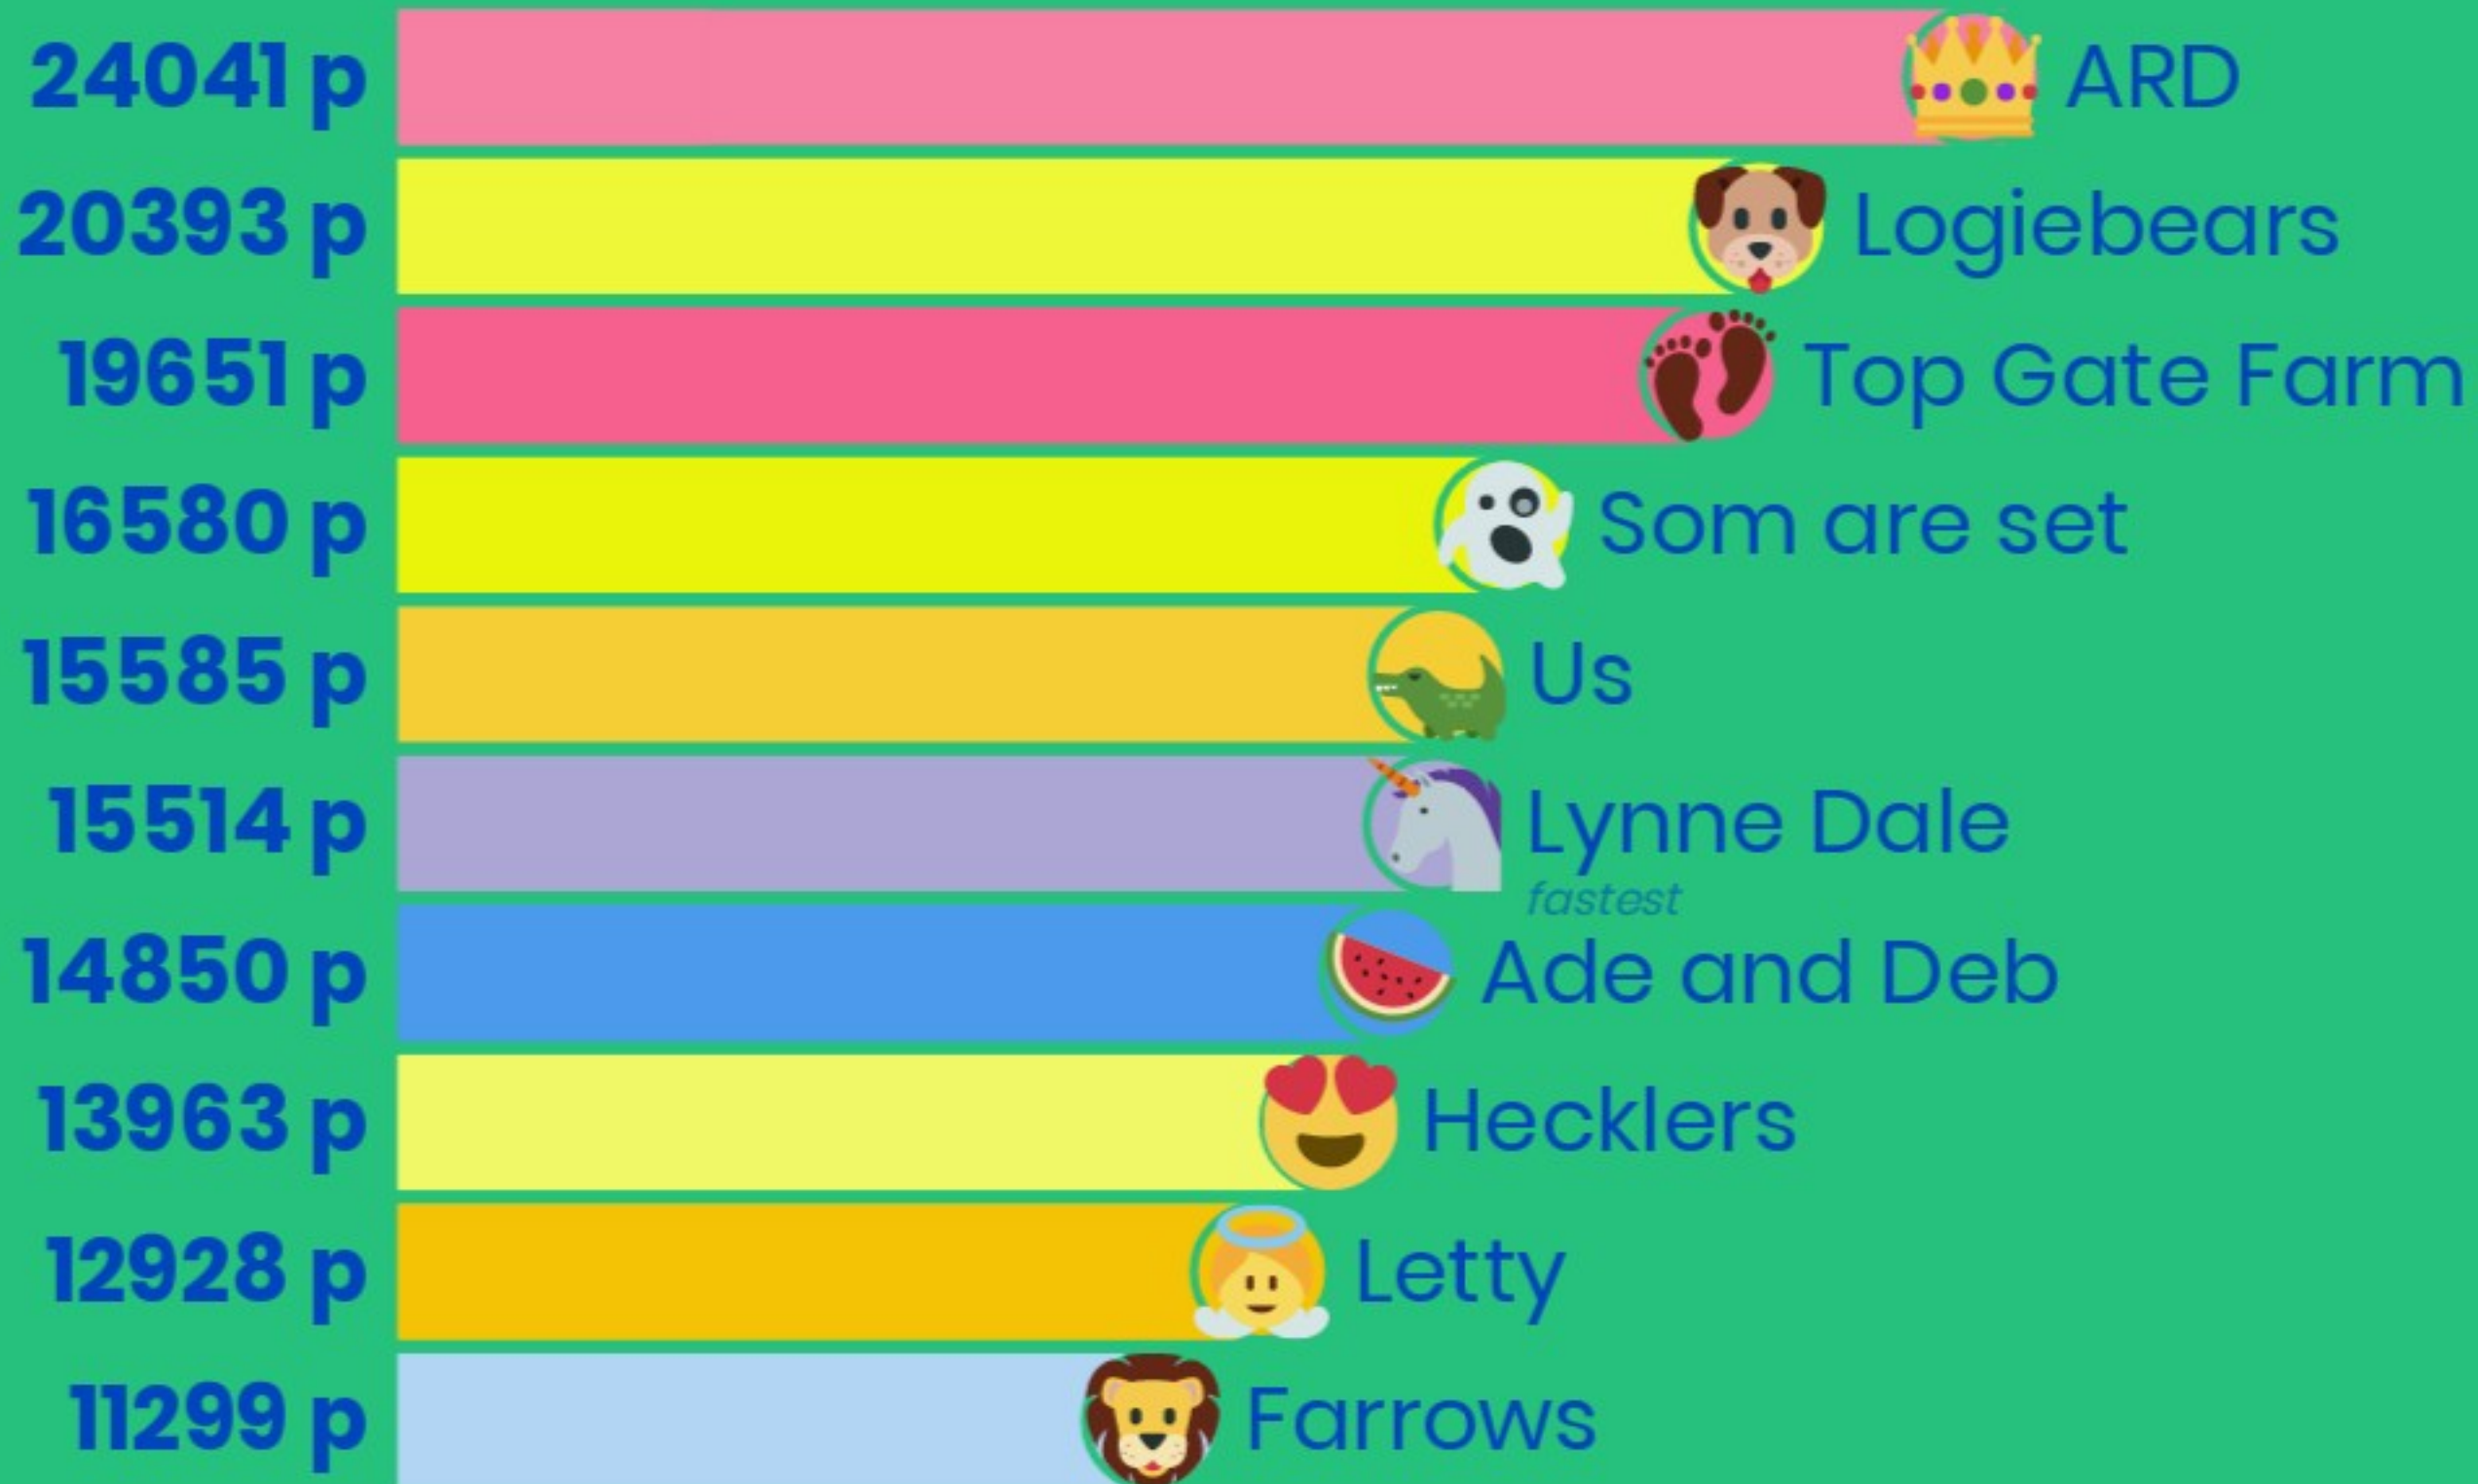 24041 p ARD
20393 p Logiebears
19651 p Top Gate Farm
16580 p Som are set
15585 p Us
15514 p Lynne Dale
fastest
14850 p Ade and Deb
13963 p Hecklers
12928 p Letty
11299 p Farrows